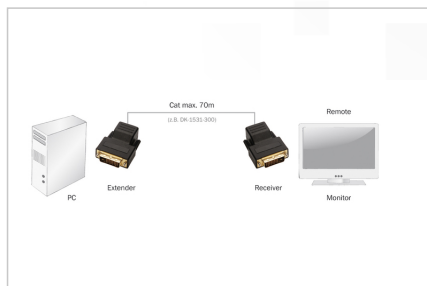 Cat max. 70m
(z.B. DK-1531-300)
Remote
PC
Extender
Receiver
Monitor